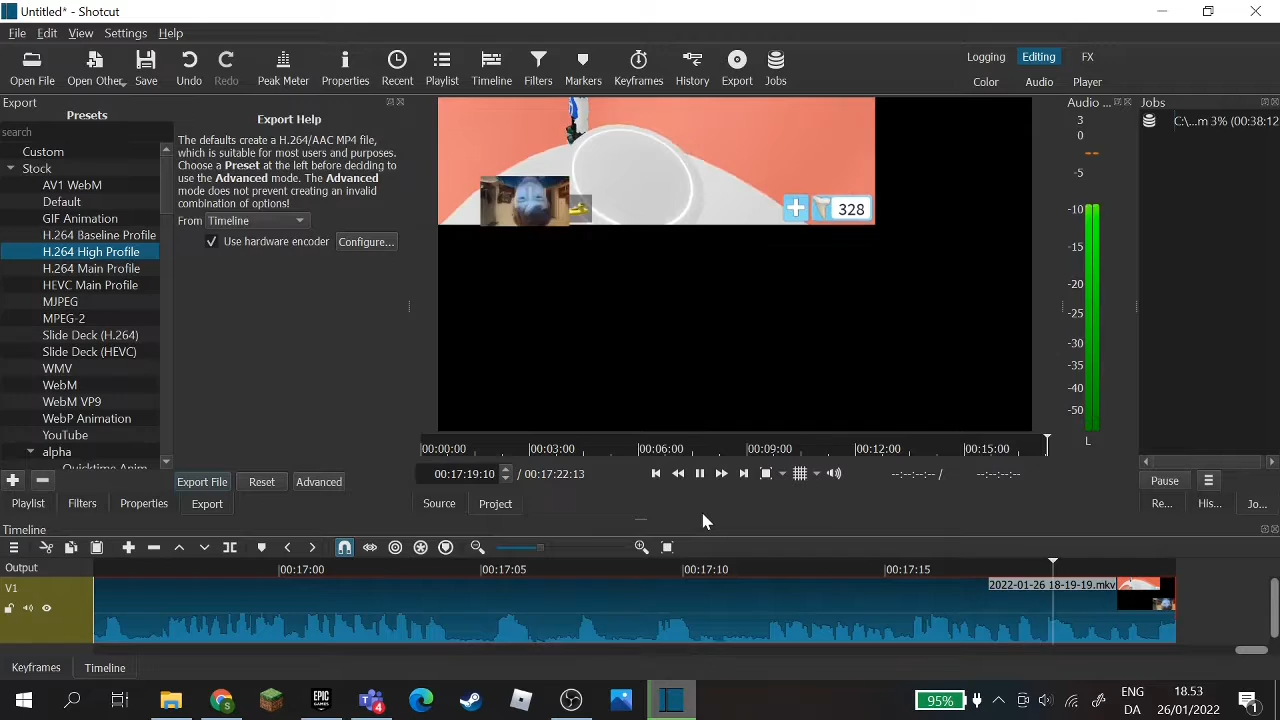 Untitled* - Shotcut
File Edit View Settings Help
Open File Open Other Save Undo Redo Peak Meter Properties Recent Playlist Timeline Filters Markers Keyframes History Export Jobs
Logging Editing FX
Color Audio Player
Export
Presets
search
Custom
Stock
AV1 WebM
Default
GIF Animation
H.264 Baseline Profile
H.264 High Profile
H.264 Main Profile
HEVC Main Profile
MJPEG
MPEG-2
Slide Deck (H.264)
Slide Deck (HEVC)
WMV
WebM
WebM VP9
WebP Animation
YouTube
alpha
Quicktime Anim
Export Help
The defaults create a H.264/AAC MP4 file,
which is suitable for most users and purposes.
Choose a Preset at the left before deciding to
use the Advanced mode. The Advanced
mode does not prevent creating an invalid
combination of options!
From Timeline
Use hardware encoder Configure...
Export File Reset Advanced
Playlist Filters Properties Export
328
00:00:00 00:03:00 00:06:00 00:09:00 00:12:00 00:15:00
00:17:19:10 / 00:17:22:13 --:--:--:-- / --:--:--:--
Source Project
Audio ...
3
0
-5
-10
-15
-20
-25
-30
-35
-40
-50
L
Jobs
C:\...m 3% (00:38:12
Pause
Re... His... Jo...
Timeline
Output 00:17:00 00:17:05 00:17:10 00:17:15
V1 2022-01-26 18-19-19.mkv
Keyframes Timeline
EPIC GAMES 4 S 95% ENG 18.53
DA 26/01/2022 1